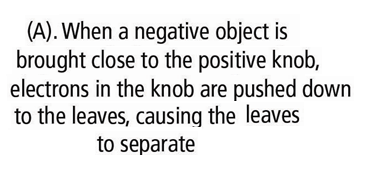 (A). When a negative object is
brought close to the positive knob,
electrons in the knob are pushed down
to the leaves, causing the leaves
to separate